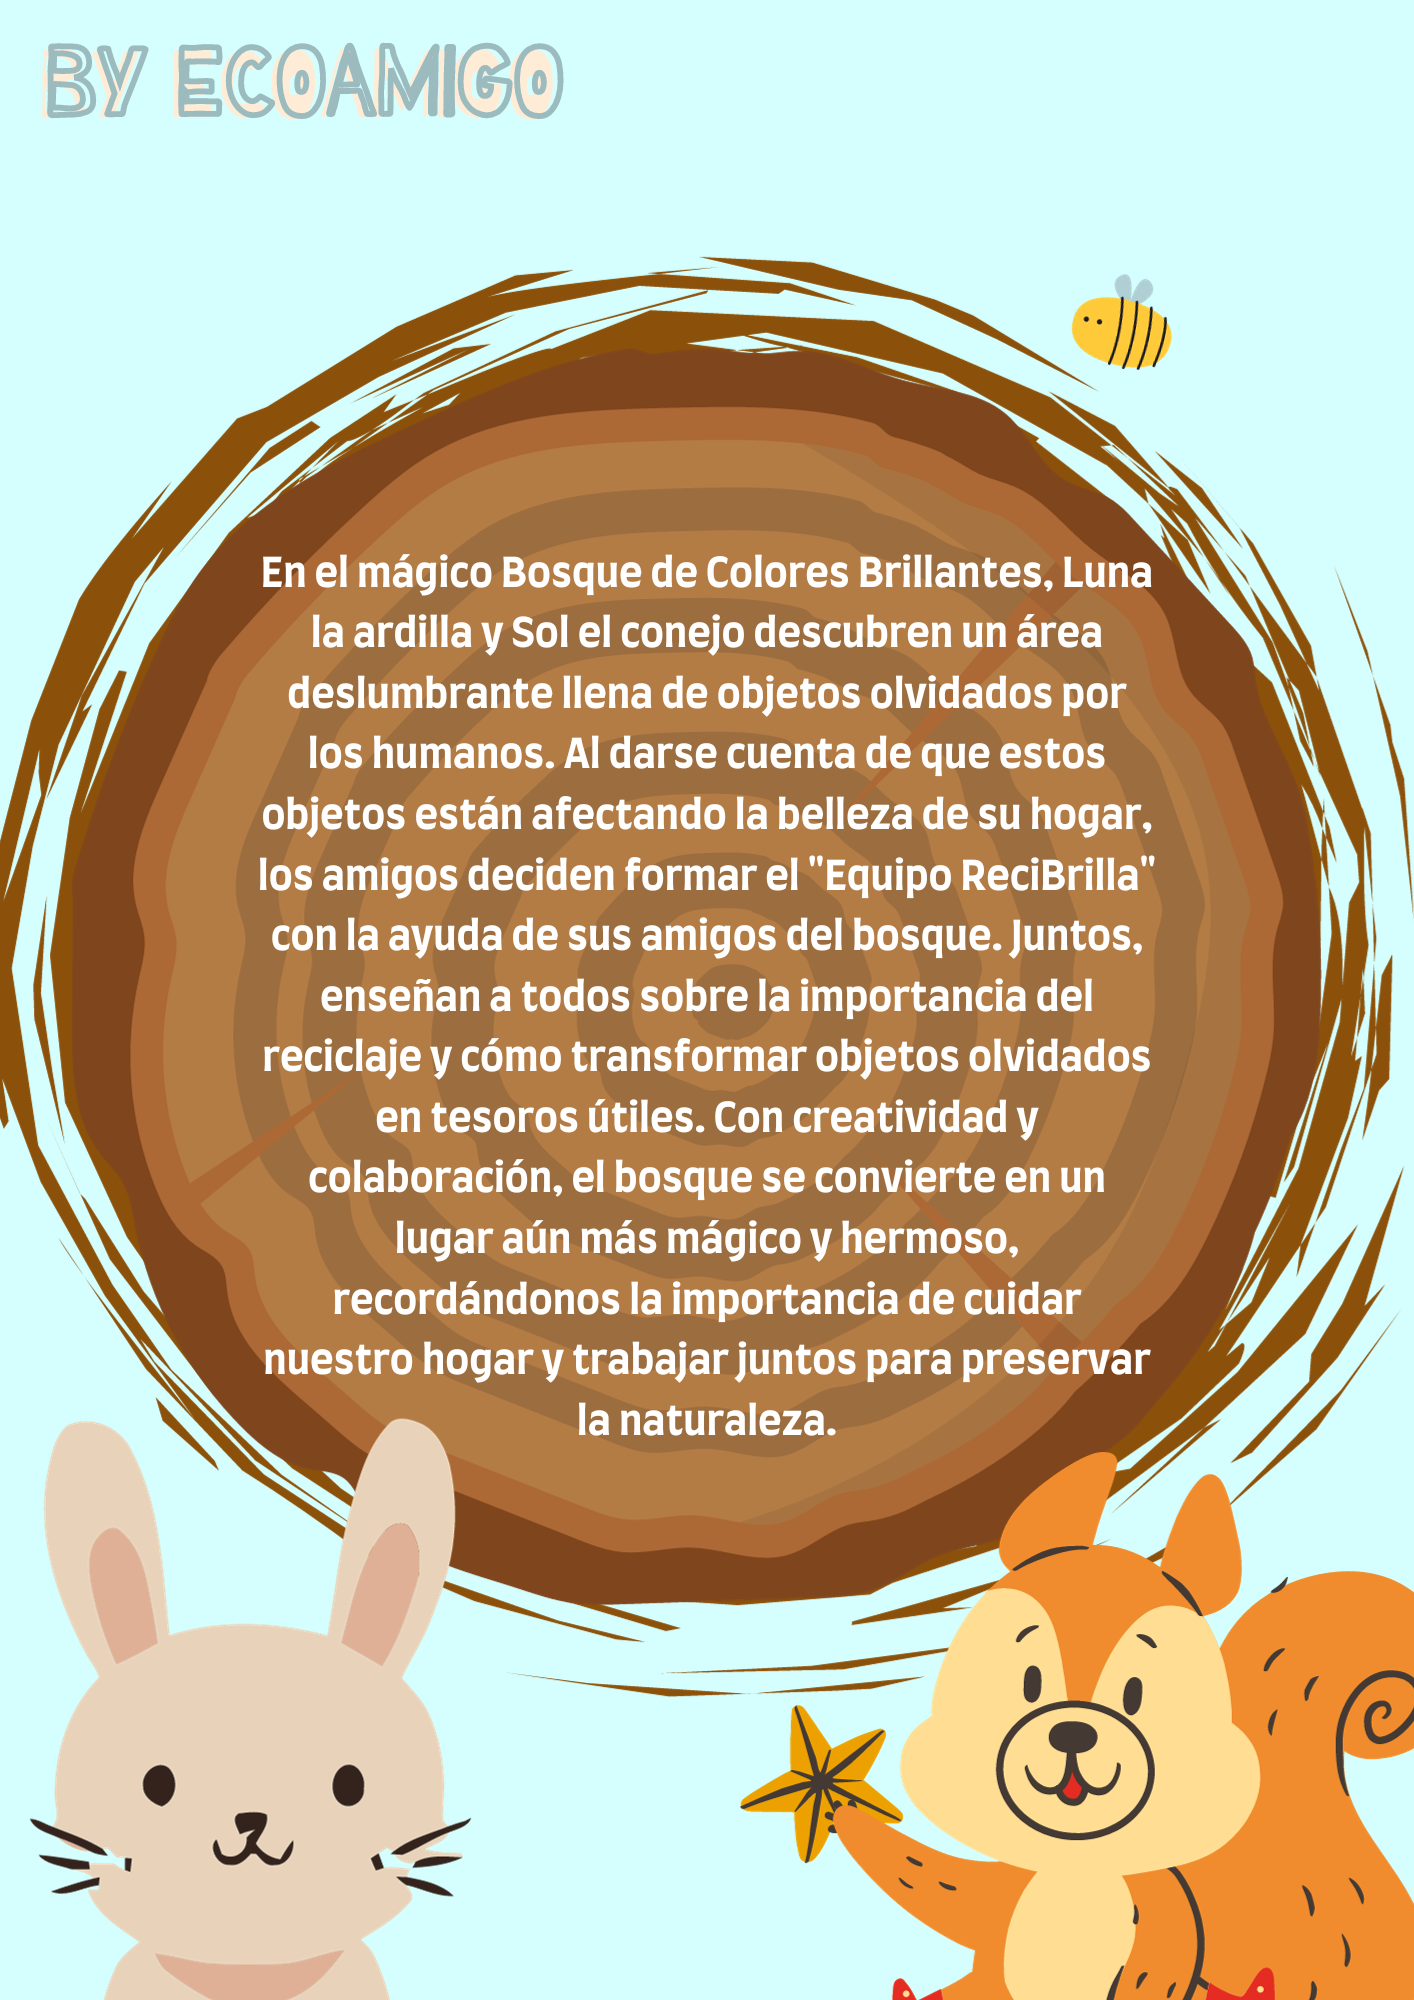 BY ECOAMIGO
En el mágico Bosque de Colores Brillantes, Luna
la ardilla y Sol el conejo descubren un área
deslumbrante llena de objetos olvidados por
los humanos. Al darse cuenta de que estos
objetos están afectando la belleza de su hogar,
los amigos deciden formar el "Equipo ReciBrilla"
con la ayuda de sus amigos del bosque. Juntos,
enseñan a todos sobre la importancia del
reciclaje y cómo transformar objetos olvidados
en tesoros útiles. Con creatividad y
colaboración, el bosque se convierte en un
lugar aún más mágico y hermoso,
recordándonos la importancia de cuidar
nuestro hogar y trabajar juntos para preservar
la naturaleza.